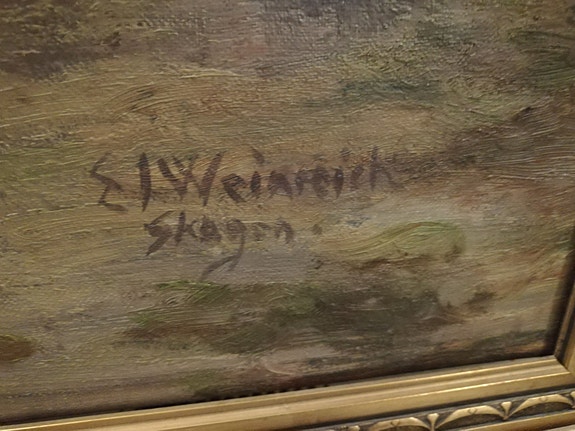 E J Weinreich
Skagen.